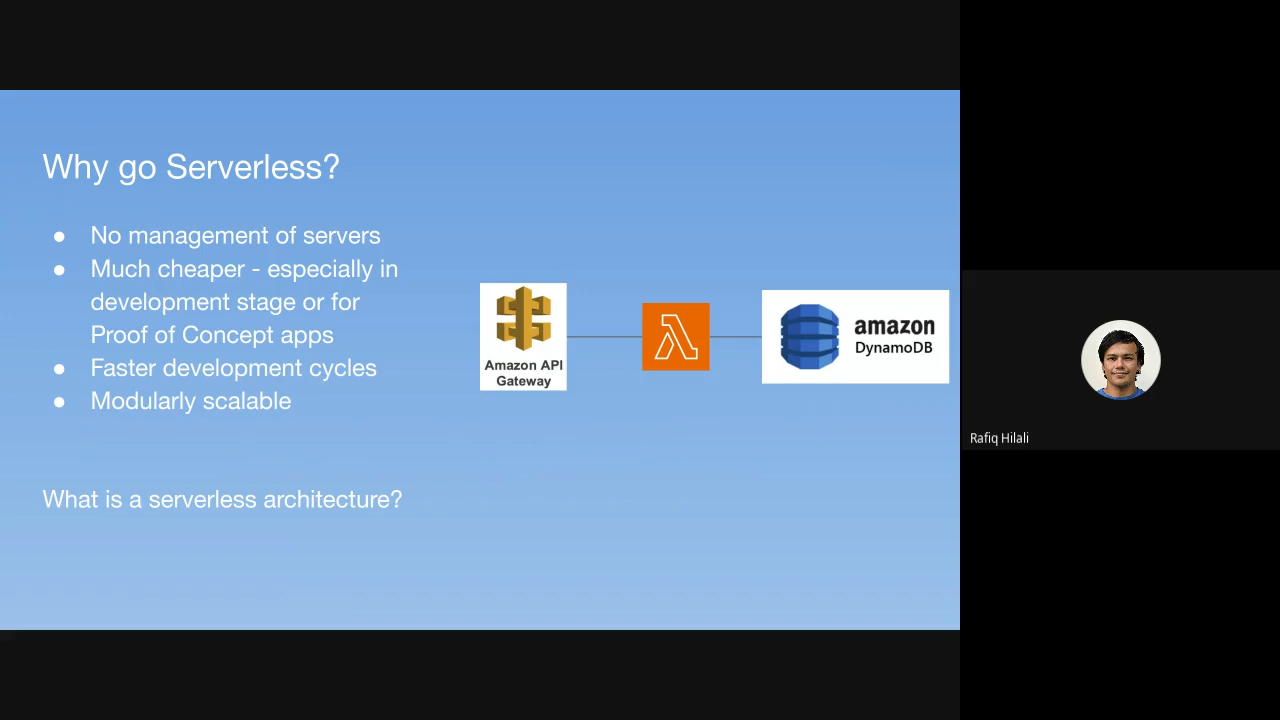 Why go Serverless?
● No management of servers
● Much cheaper - especially in
development stage or for
Proof of Concept apps
● Faster development cycles
● Modularly scalable
What is a serverless architecture?
Amazon API
Gateway
amazon
DynamoDB
Rafiq Hilali